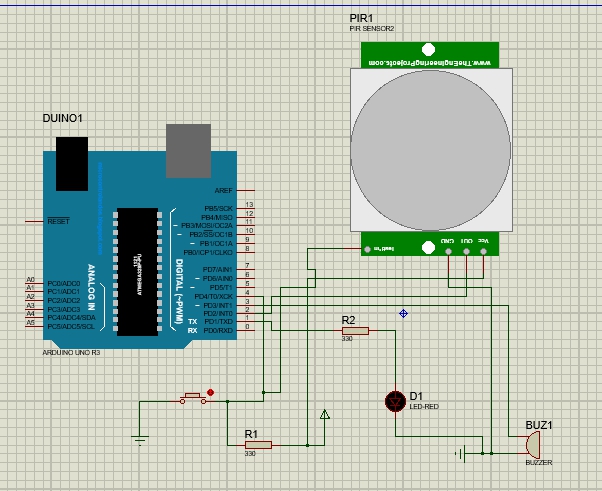 PIR1
PIR SENSOR2
www.TheEngineeringProjects.com
TestPin
GND
OUT
Vcc
DUINO1
RESET
AREF
PB5/SCK 13
PB4/MISO 12
~ PB3/MOSI/OC2A 11
~ PB2/SS/OC1B 10
~ PB1/OC1A 9
PB0/ICP1/CLKO 8
PD7/AIN1 7
~ PD6/AIN0 6
~ PD5/T1 5
PD4/T0/XCK 4
~ PD3/INT1 3
PD2/INT0 2
TX PD1/TXD 1
RX PD0/RXD 0
A0 PC0/ADC0
A1 PC1/ADC1
A2 PC2/ADC2
A3 PC3/ADC3
A4 PC4/ADC4/SDA
A5 PC5/ADC5/SCL
ANALOG IN
DIGITAL (~PWM)
ARDUINO UNO R3
R2
330
D1
LED-RED
R1
330
BUZ1
BUZZER